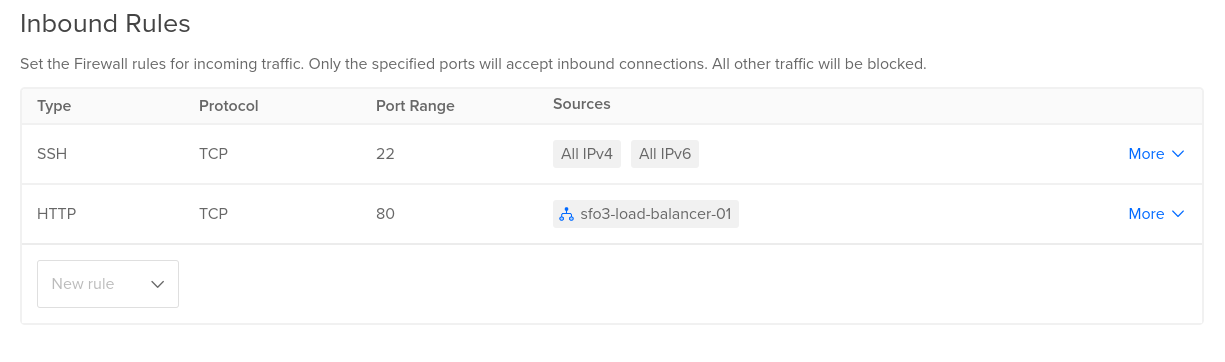 Inbound Rules
Set the Firewall rules for incoming traffic. Only the specified ports will accept inbound connections. All other traffic will be blocked.
Type Protocol Port Range Sources
SSH TCP 22 All IPv4 All IPv6 More
HTTP TCP 80 sfo3-load-balancer-01 More
New rule